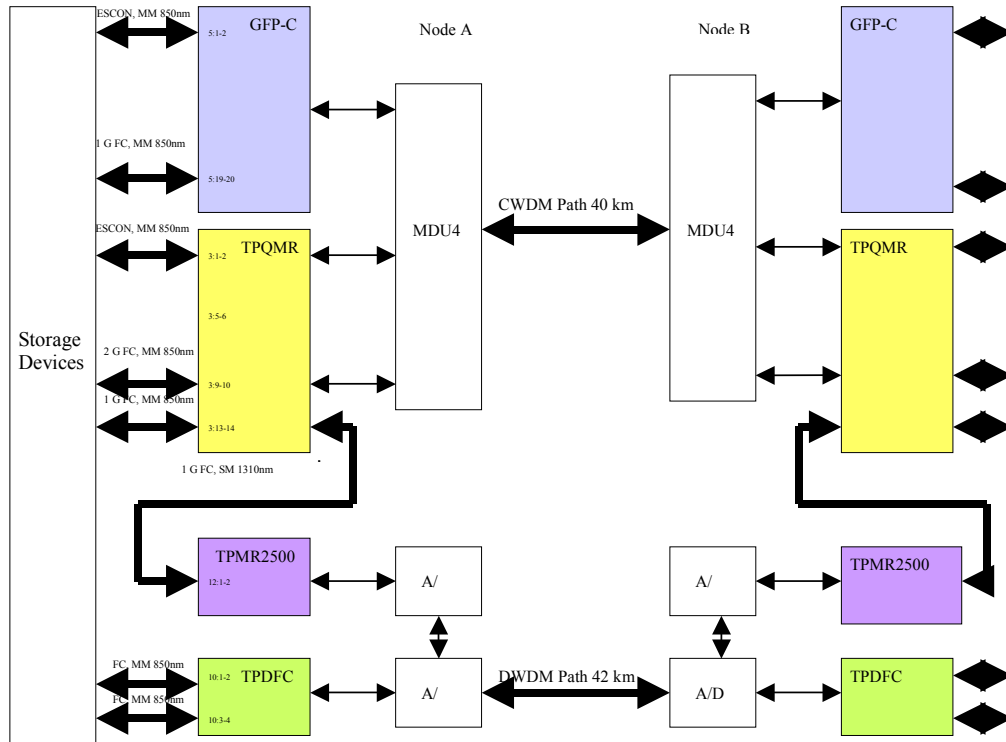 ESCON, MM 850nm
5:1-2
GFP-C
Node A
Node B
GFP-C
1 G FC, MM 850nm
5:19-20
CWDM Path 40 km
MDU4
MDU4
ESCON, MM 850nm
TPQMR
TPQMR
3:1-2
3:5-6
Storage
Devices
2 G FC, MM 850nm
3:9-10
1 G FC, MM 850nm
3:13-14
1 G FC, SM 1310nm
TPMR2500
12:1-2
A/
A/
TPMR2500
FC, MM 850nm
10:1-2
TPDFC
A/
DWDM Path 42 km
A/D
TPDFC
FC, MM 850nm
10:3-4